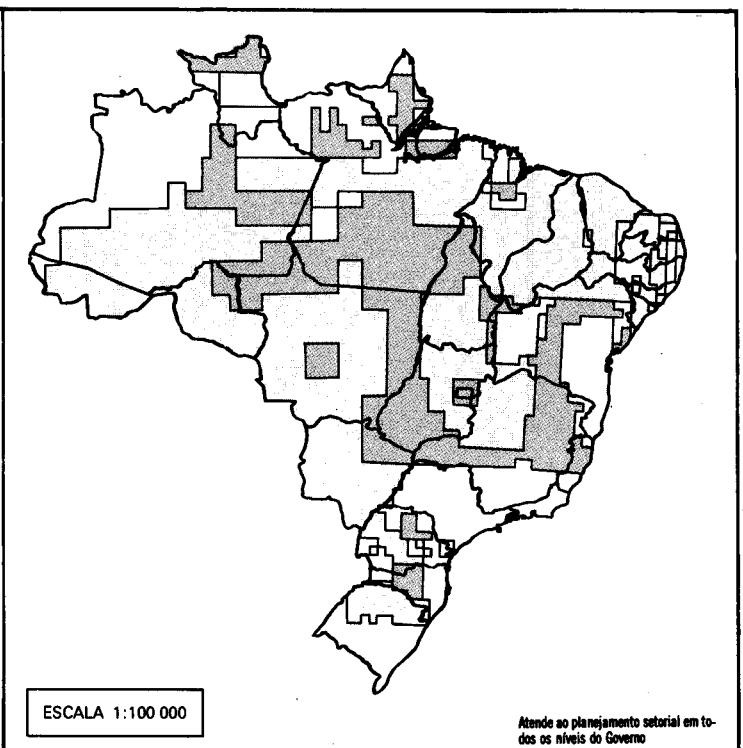 ESCALA 1:100 000
Atende ao planejamento setorial em to-
dos os níveis do Governo